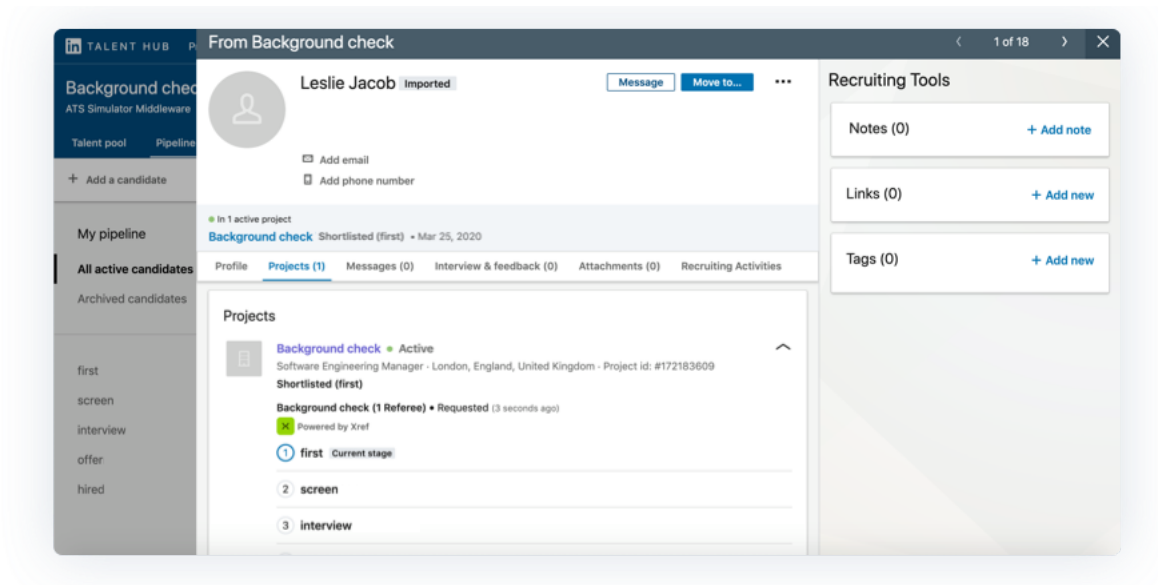 in TALENT HUB
From Background check
1 of 18
Background chec
ATS Simulator Middleware
Talent pool Pipeline
+ Add a candidate
My pipeline
All active candidates
Archived candidates
first
screen
interview
offer
hired
Leslie Jacob Imported
Message Move to... •••
Add email
Add phone number
In 1 active project
Background check Shortlisted (first) • Mar 25, 2020
Profile Projects (1) Messages (0) Interview & feedback (0) Attachments (0) Recruiting Activities
Projects
Background check • Active
Software Engineering Manager · London, England, United Kingdom · Project id: #172183609
Shortlisted (first)
Background check (1 Referee) • Requested (3 seconds ago)
Powered by Xref
1 first Current stage
2 screen
3 interview
Recruiting Tools
Notes (0) + Add note
Links (0) + Add new
Tags (0) + Add new